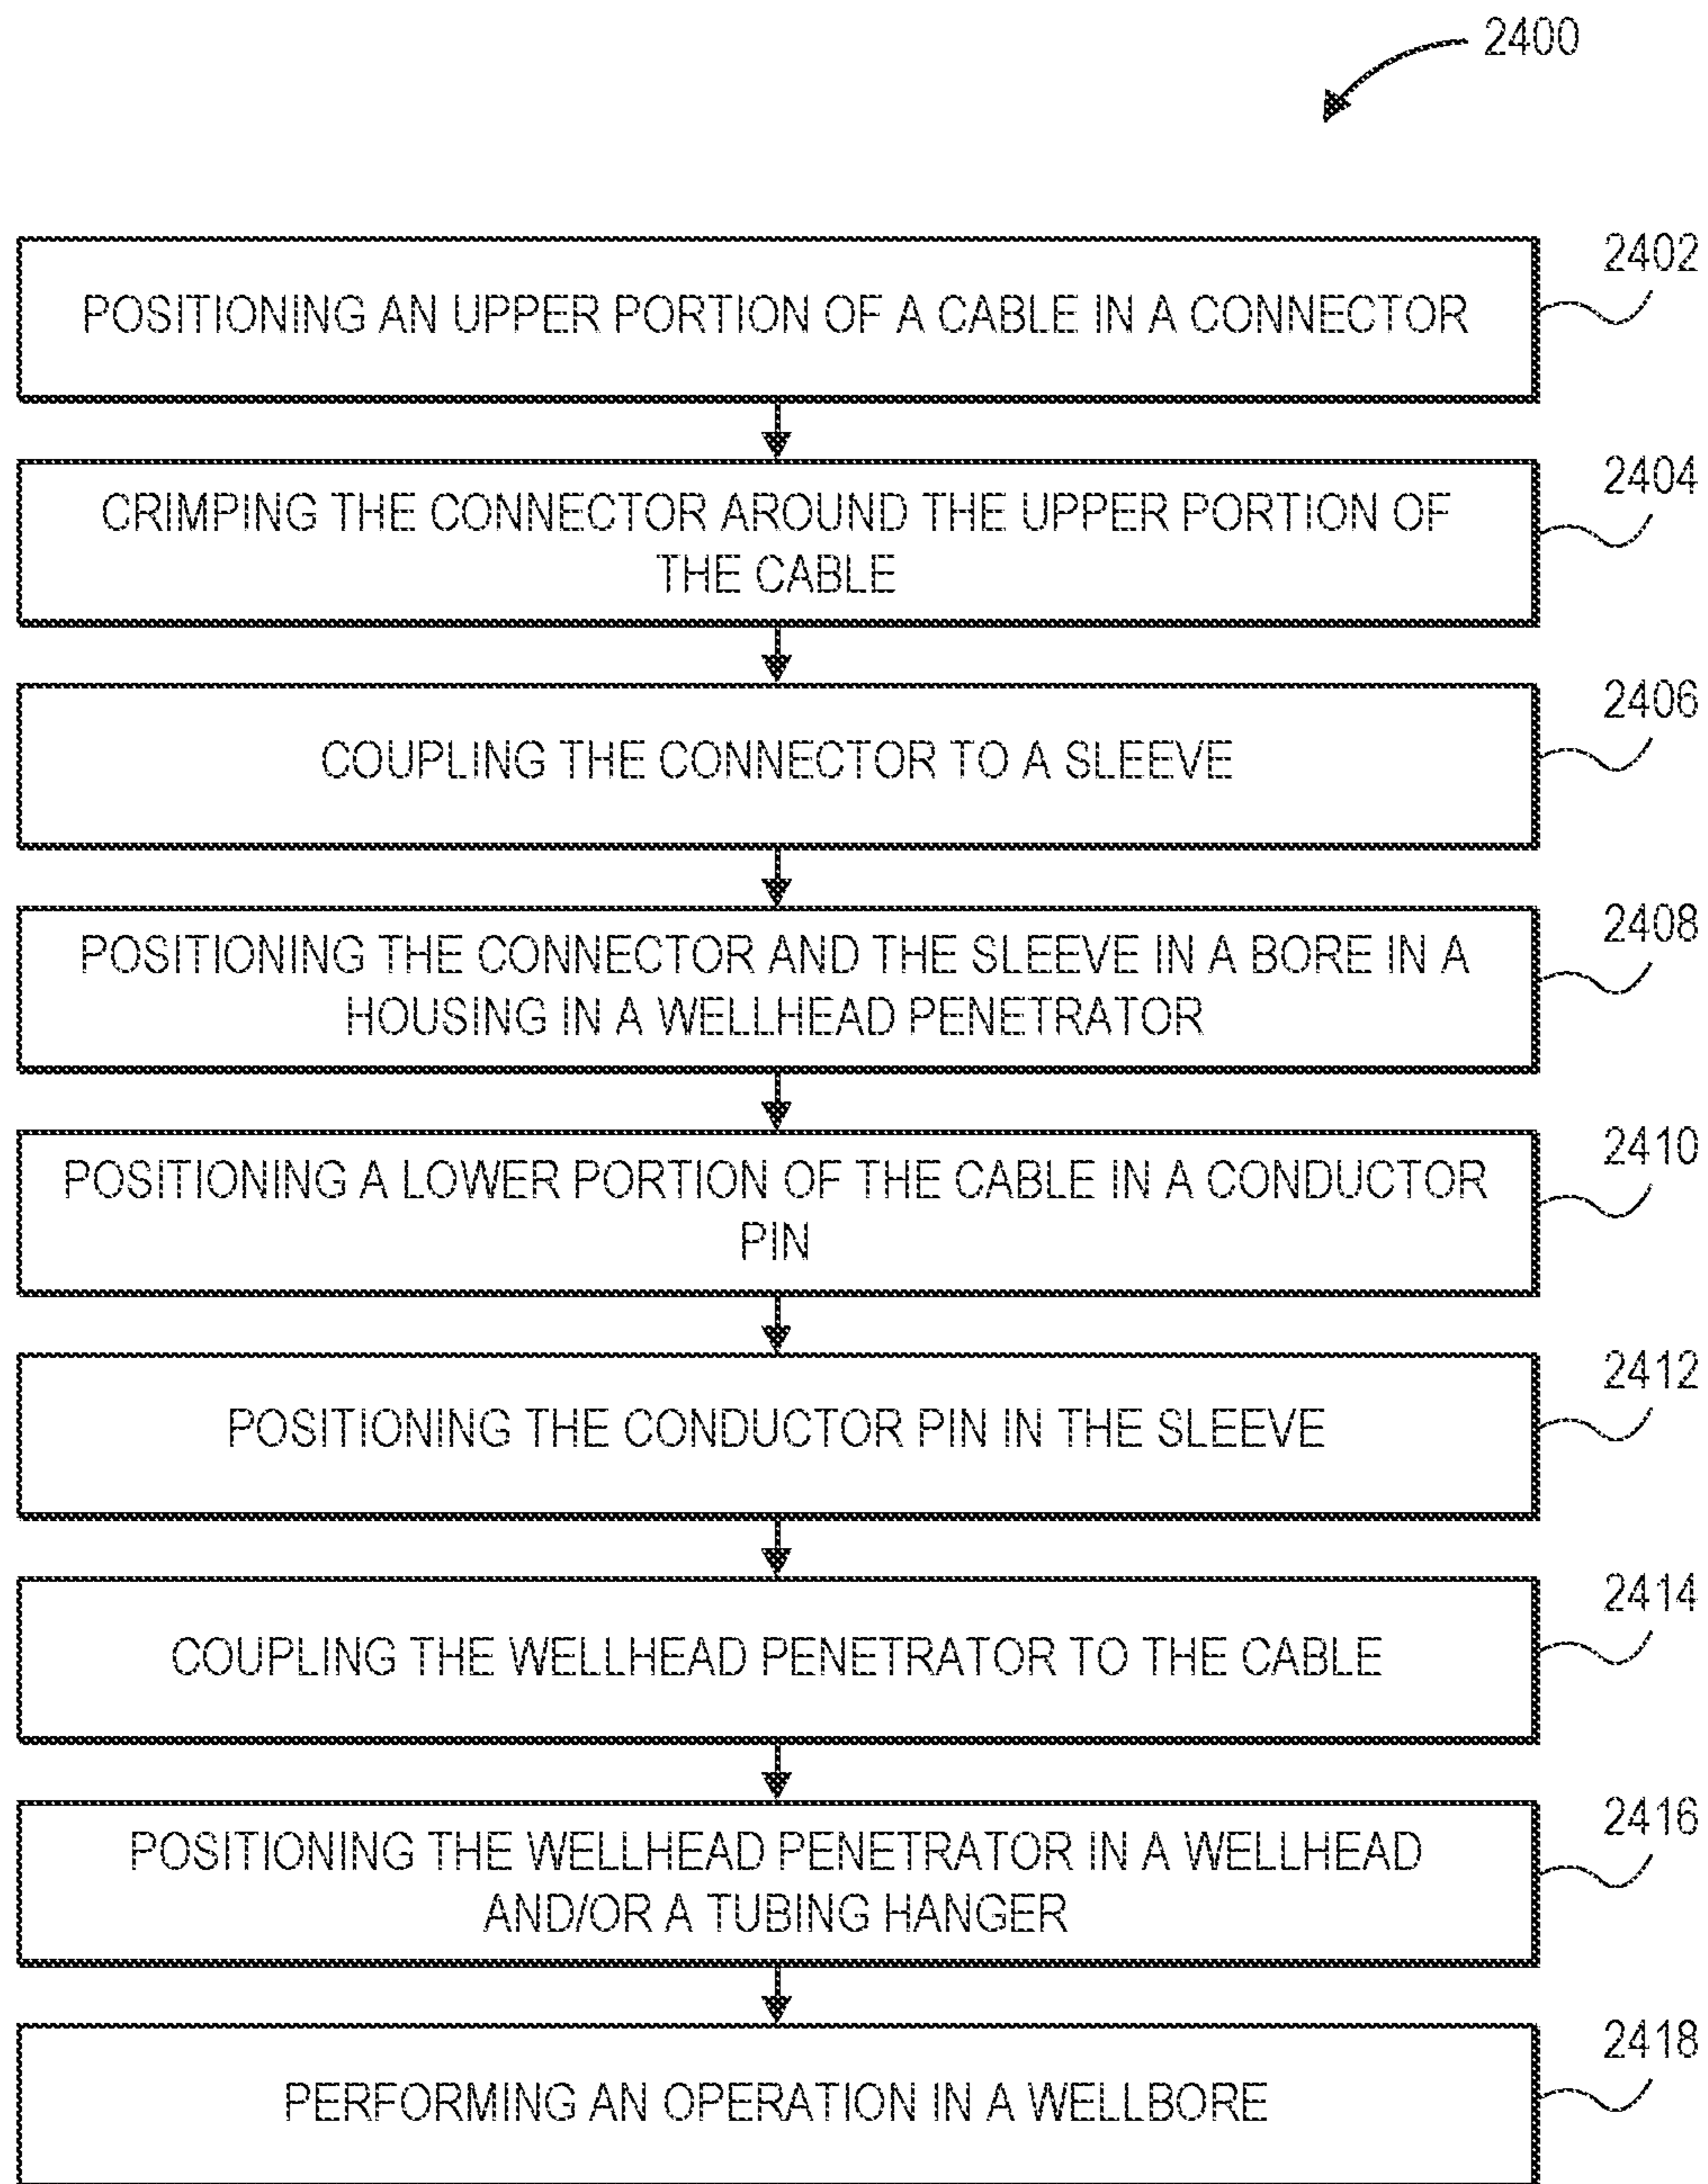 2400
2402
POSITIONING AN UPPER PORTION OF A CABLE IN A CONNECTOR
2404
CRIMPING THE CONNECTOR AROUND THE UPPER PORTION OF
THE CABLE
2406
COUPLING THE CONNECTOR TO A SLEEVE
2408
POSITIONING THE CONNECTOR AND THE SLEEVE IN A BORE IN A
HOUSING IN A WELLHEAD PENETRATOR
2410
POSITIONING A LOWER PORTION OF THE CABLE IN A CONDUCTOR
PIN
2412
POSITIONING THE CONDUCTOR PIN IN THE SLEEVE
2414
COUPLING THE WELLHEAD PENETRATOR TO THE CABLE
2416
POSITIONING THE WELLHEAD PENETRATOR IN A WELLHEAD
AND/OR A TUBING HANGER
2418
PERFORMING AN OPERATION IN A WELLBORE